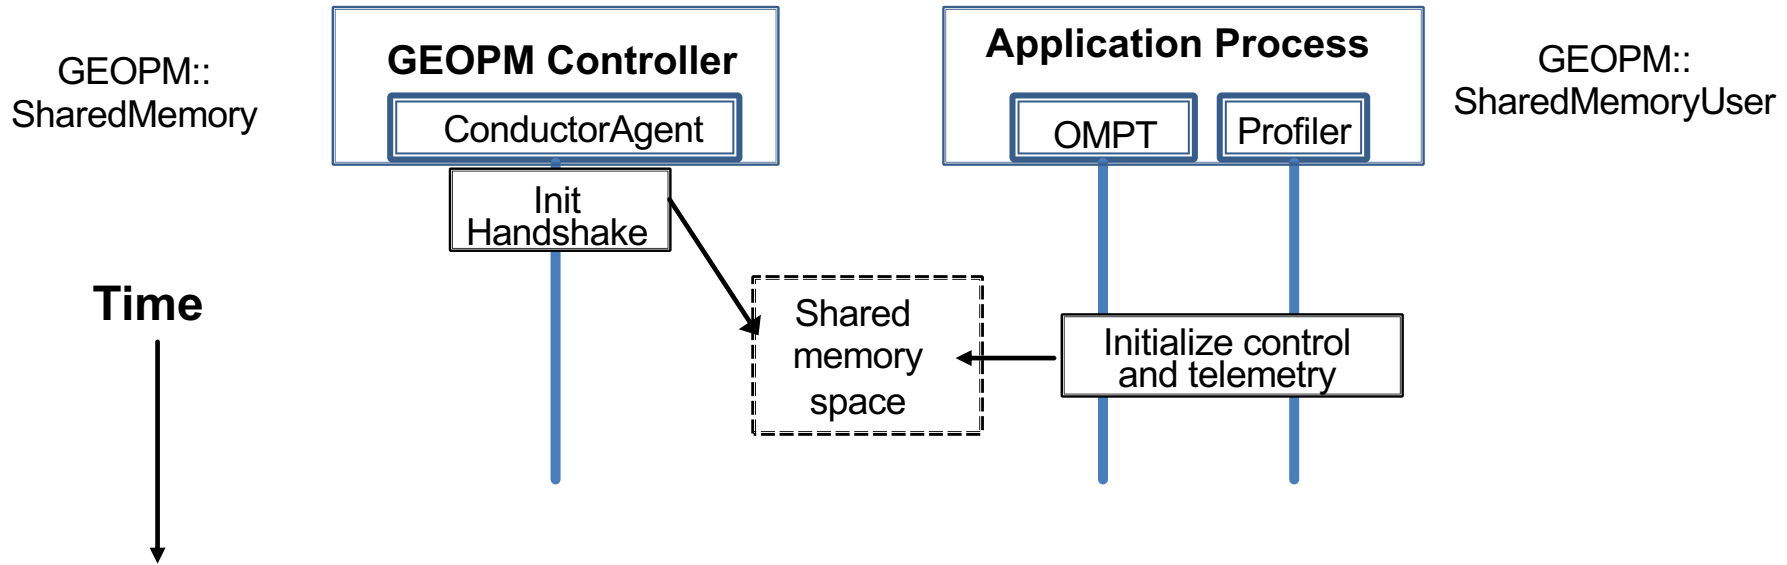 GEOPM::
SharedMemory
GEOPM Controller
ConductorAgent
Application Process
OMPT
Profiler
GEOPM::
SharedMemoryUser
Init
Handshake
Time
Shared
memory
space
Initialize control
and telemetry